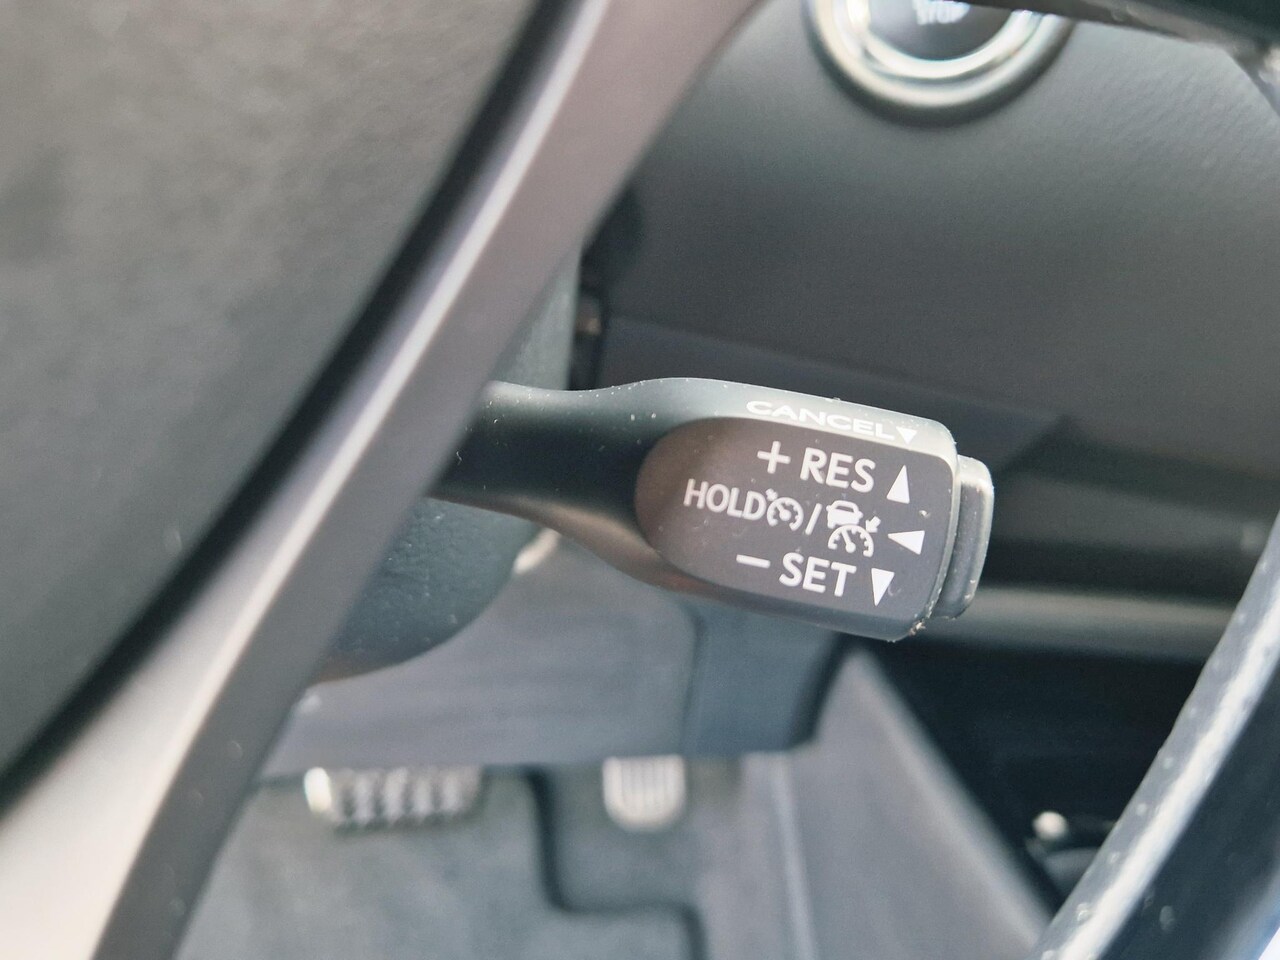 CANCEL▼
+ RES ▲
HOLD / ◀
− SET ▼